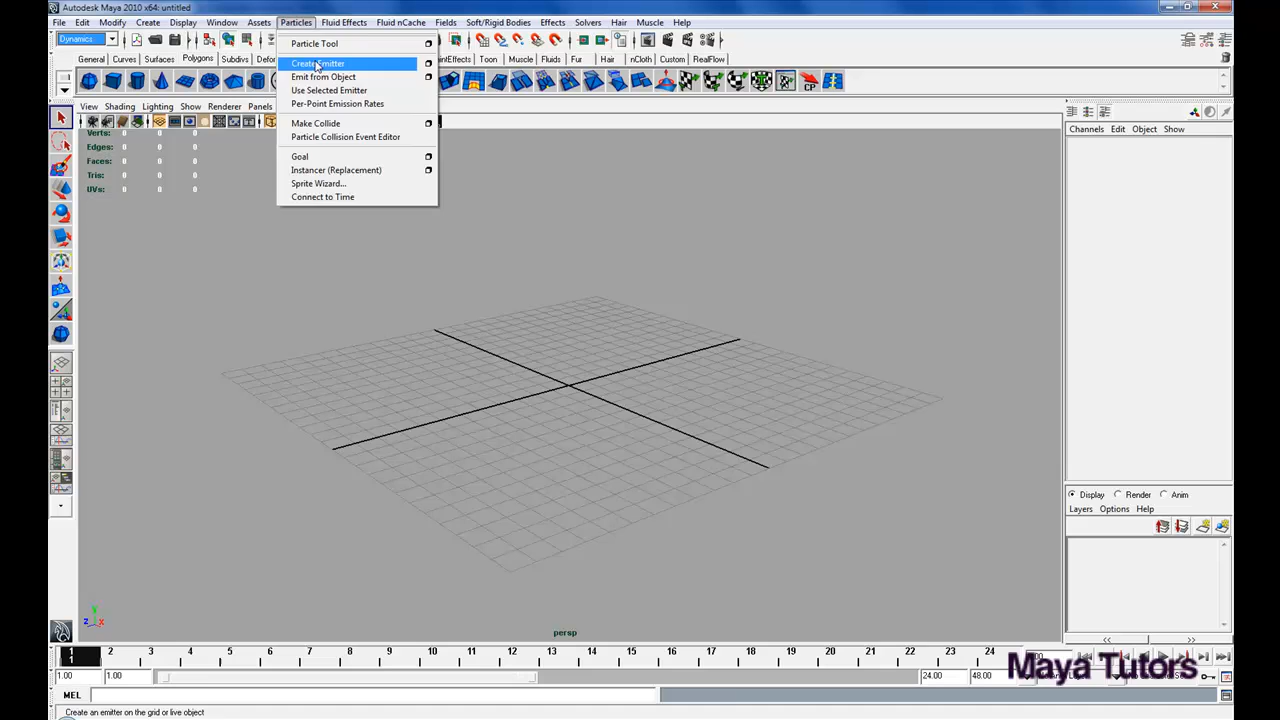 Autodesk Maya 2010 x64: untitled
File Edit Modify Create Display Window Assets Particles Fluid Effects Fluid nCache Fields Soft/Rigid Bodies Effects Solvers Hair Muscle Help
Dynamics
General Curves Surfaces Polygons Subdivs Toon Muscle Fluids Fur Hair nCloth Custom RealFlow
Particle Tool
Create Emitter
Emit from Object
Use Selected Emitter
Per-Point Emission Rates
Make Collide
Particle Collision Event Editor
Goal
Instancer (Replacement)
Sprite Wizard...
Connect to Time
CP
View Shading Lighting Show Renderer Panels
Channels Edit Object Show
Verts: 0 0 0
Edges: 0 0 0
Faces: 0 0 0
Tris: 0 0 0
UVs: 0 0 0
Display Render Anim
Layers Options Help
y
z x
persp
1 2 3 4 5 6 7 8 9 10 11 12 13 14 15 16 17 18 19 20 21 22 23 24
1
1.00 1.00 24.00 48.00
Maya Tutors
MEL
Create an emitter on the grid or live object